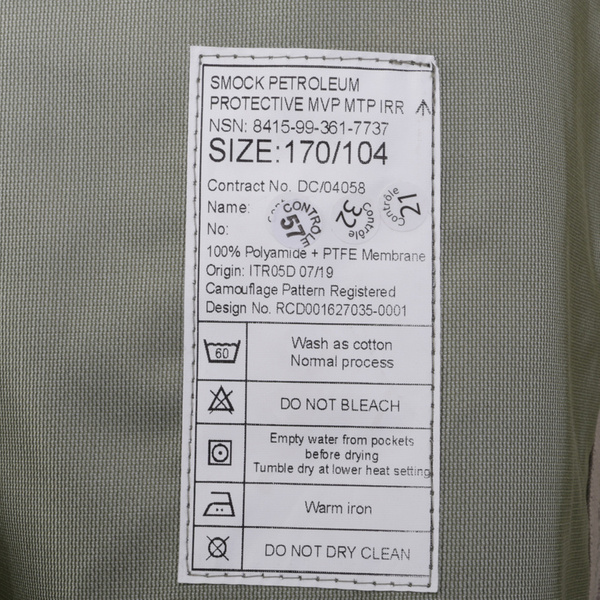 SMOCK PETROLEUM
PROTECTIVE MVP MTP IRR
NSN: 8415-99-361-7737
SIZE:170/104
Contract No. DC/04058
Name:
No:
CONTROLE
57
32
Contrôle
21
Contrôle
100% Polyamide + PTFE Membrane
Origin: ITR05D 07/19
Camouflage Pattern Registered
Design No. RCD001627035-0001
60
Wash as cotton
Normal process
DO NOT BLEACH
Empty water from pockets
before drying
Tumble dry at lower heat setting
Warm iron
DO NOT DRY CLEAN